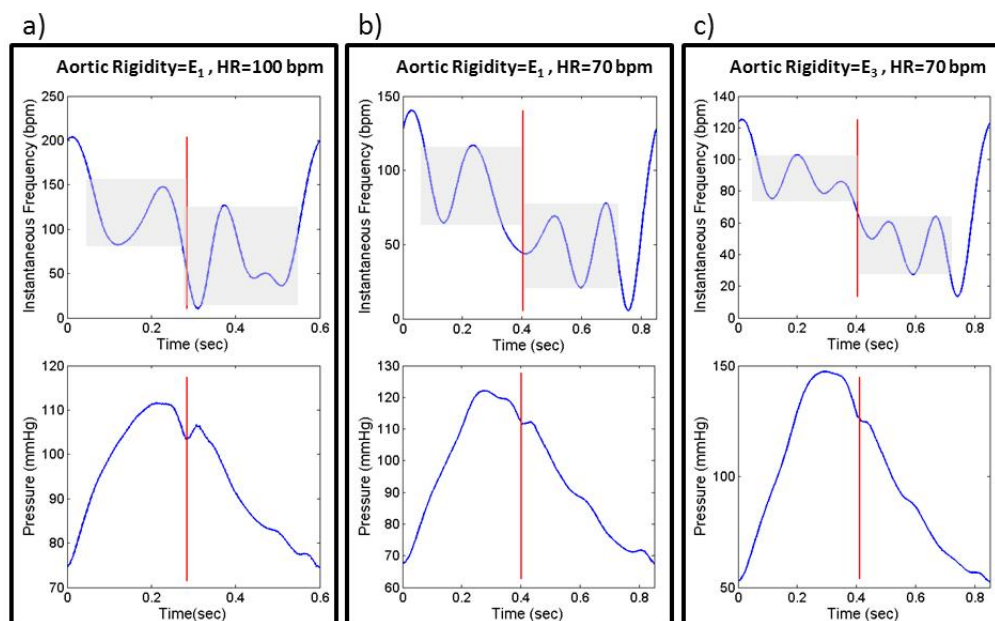 a)
Aortic Rigidity=E₁ , HR=100 bpm
Instantaneous Frequency (bpm)
250
200
150
100
50
0
0 0.2 0.4 0.6
Time (sec)
Pressure (mmHg)
120
110
100
90
80
70
0 0.2 0.4 0.6
Time(sec)
b)
Aortic Rigidity=E₁ , HR=70 bpm
Instantaneous Frequency (bpm)
150
100
50
0
0 0.2 0.4 0.6 0.8
Time (sec)
Pressure (mmHg)
130
120
110
100
90
80
70
60
0 0.2 0.4 0.6 0.8
Time (sec)
c)
Aortic Rigidity=E₃ , HR=70 bpm
Instantaneous Frequency (bpm)
140
120
100
80
60
40
20
0
0 0.2 0.4 0.6 0.8
Time (sec)
Pressure (mmHg)
150
100
50
0 0.2 0.4 0.6 0.8
Time (sec)